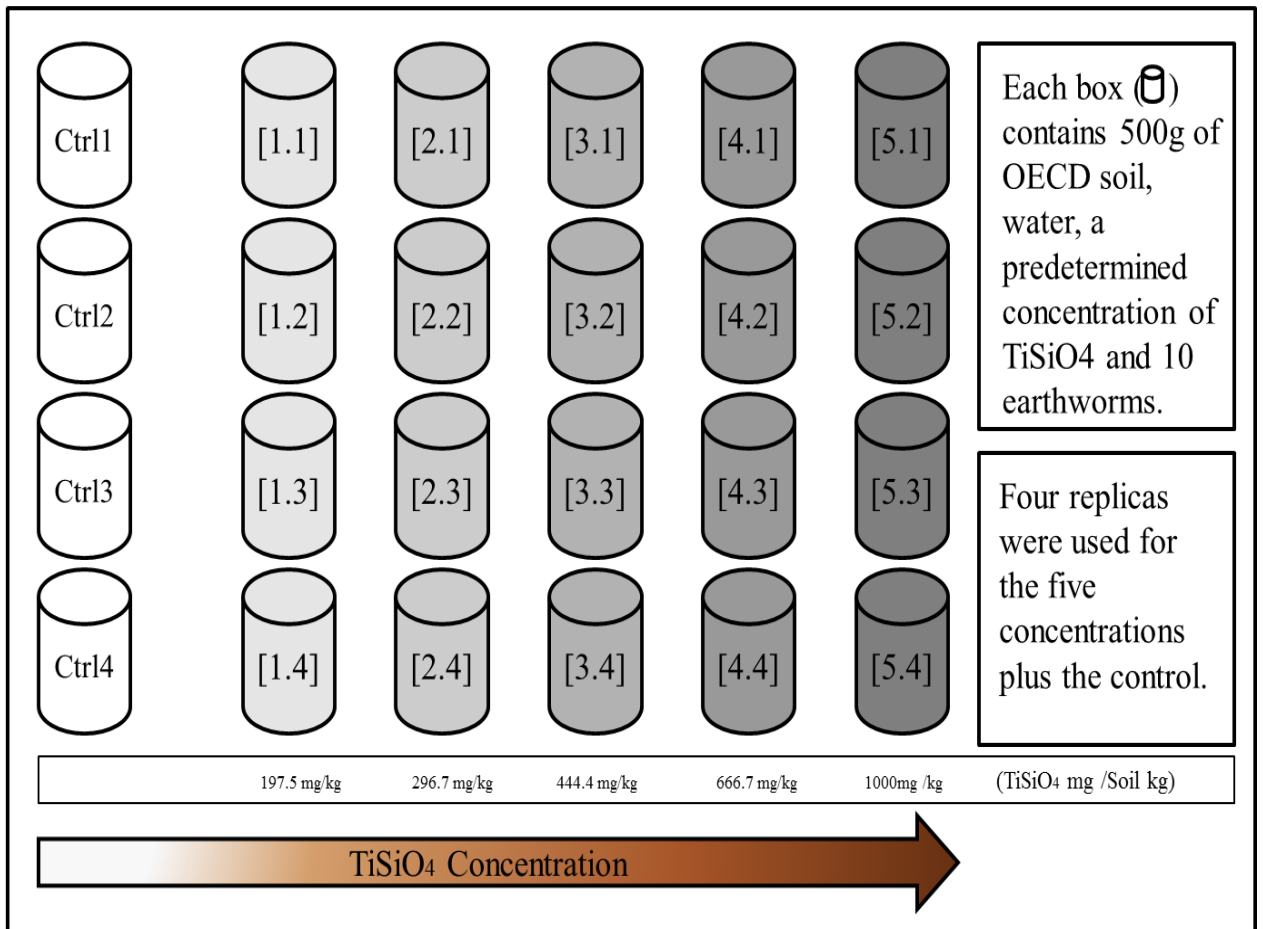 Ctrl1 [1.1] [2.1] [3.1] [4.1] [5.1]
Ctrl2 [1.2] [2.2] [3.2] [4.2] [5.2]
Ctrl3 [1.3] [2.3] [3.3] [4.3] [5.3]
Ctrl4 [1.4] [2.4] [3.4] [4.4] [5.4]
Each box ( )
contains 500g of
OECD soil,
water, a
predetermined
concentration of
TiSiO4 and 10
earthworms.
Four replicas
were used for
the five
concentrations
plus the control.
197.5 mg/kg 296.7 mg/kg 444.4 mg/kg 666.7 mg/kg 1000mg /kg (TiSiO4 mg /Soil kg)
TiSiO4 Concentration